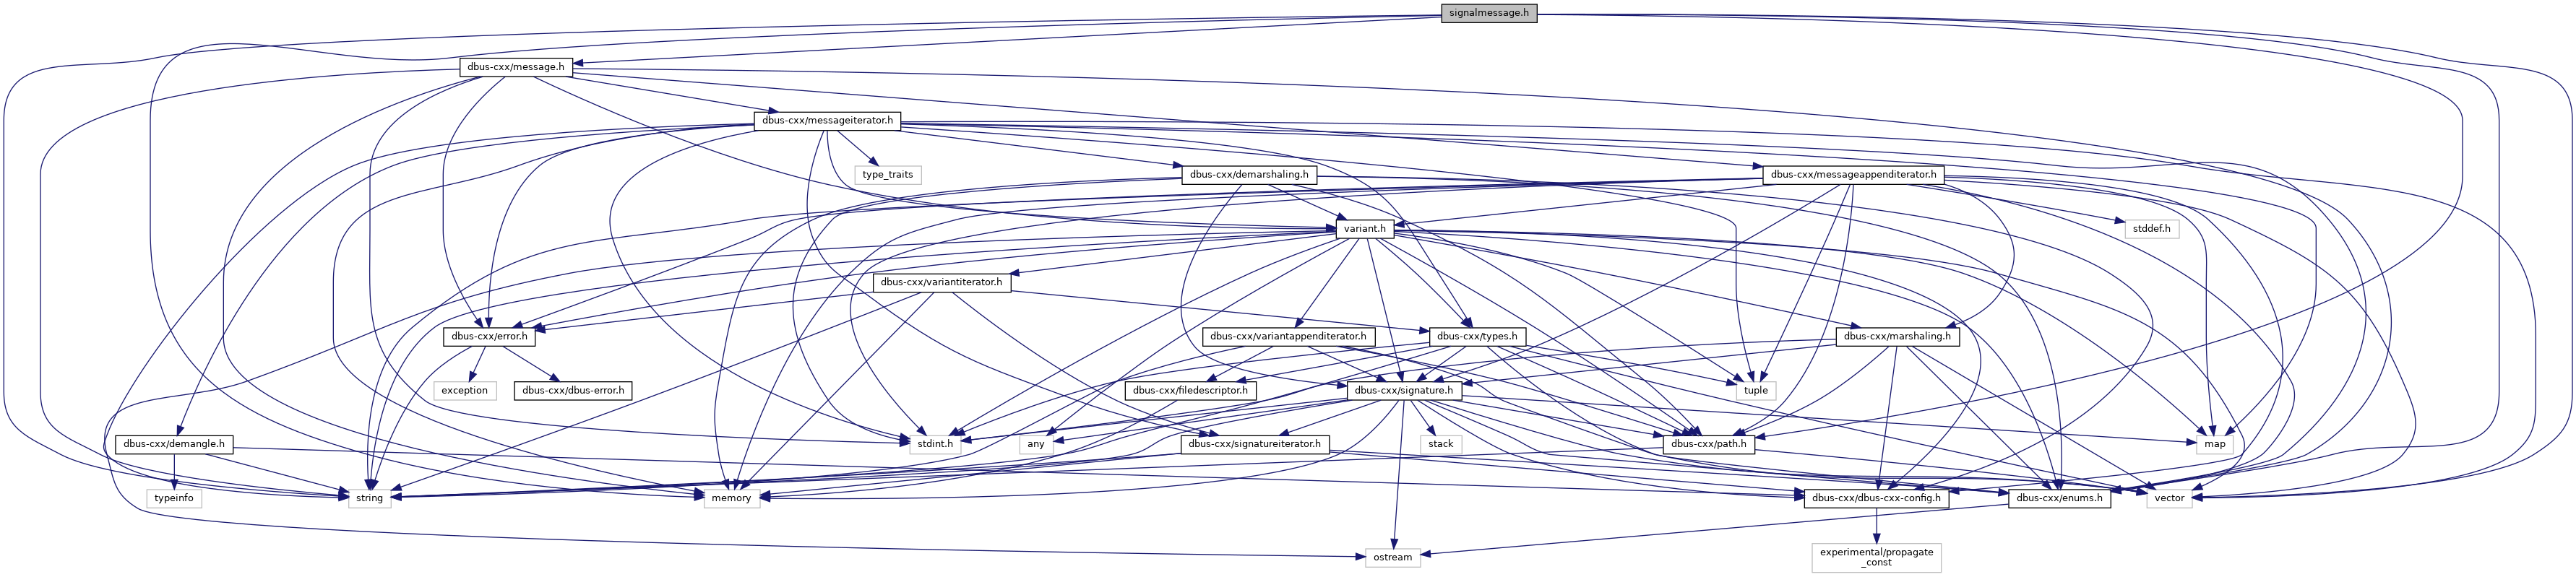 signalmessage.h
dbus-cxx/message.h
dbus-cxx/messageiterator.h
type_traits
dbus-cxx/demarshaling.h
dbus-cxx/messageappenditerator.h
variant.h
stddef.h
dbus-cxx/variantiterator.h
dbus-cxx/error.h
dbus-cxx/variantappenditerator.h
dbus-cxx/types.h
dbus-cxx/marshaling.h
exception
dbus-cxx/dbus-error.h
dbus-cxx/filedescriptor.h
dbus-cxx/signature.h
tuple
dbus-cxx/demangle.h
stdint.h
any
dbus-cxx/signatureiterator.h
stack
dbus-cxx/path.h
map
typeinfo
string
memory
dbus-cxx/dbus-cxx-config.h
dbus-cxx/enums.h
vector
ostream
experimental/propagate
_const